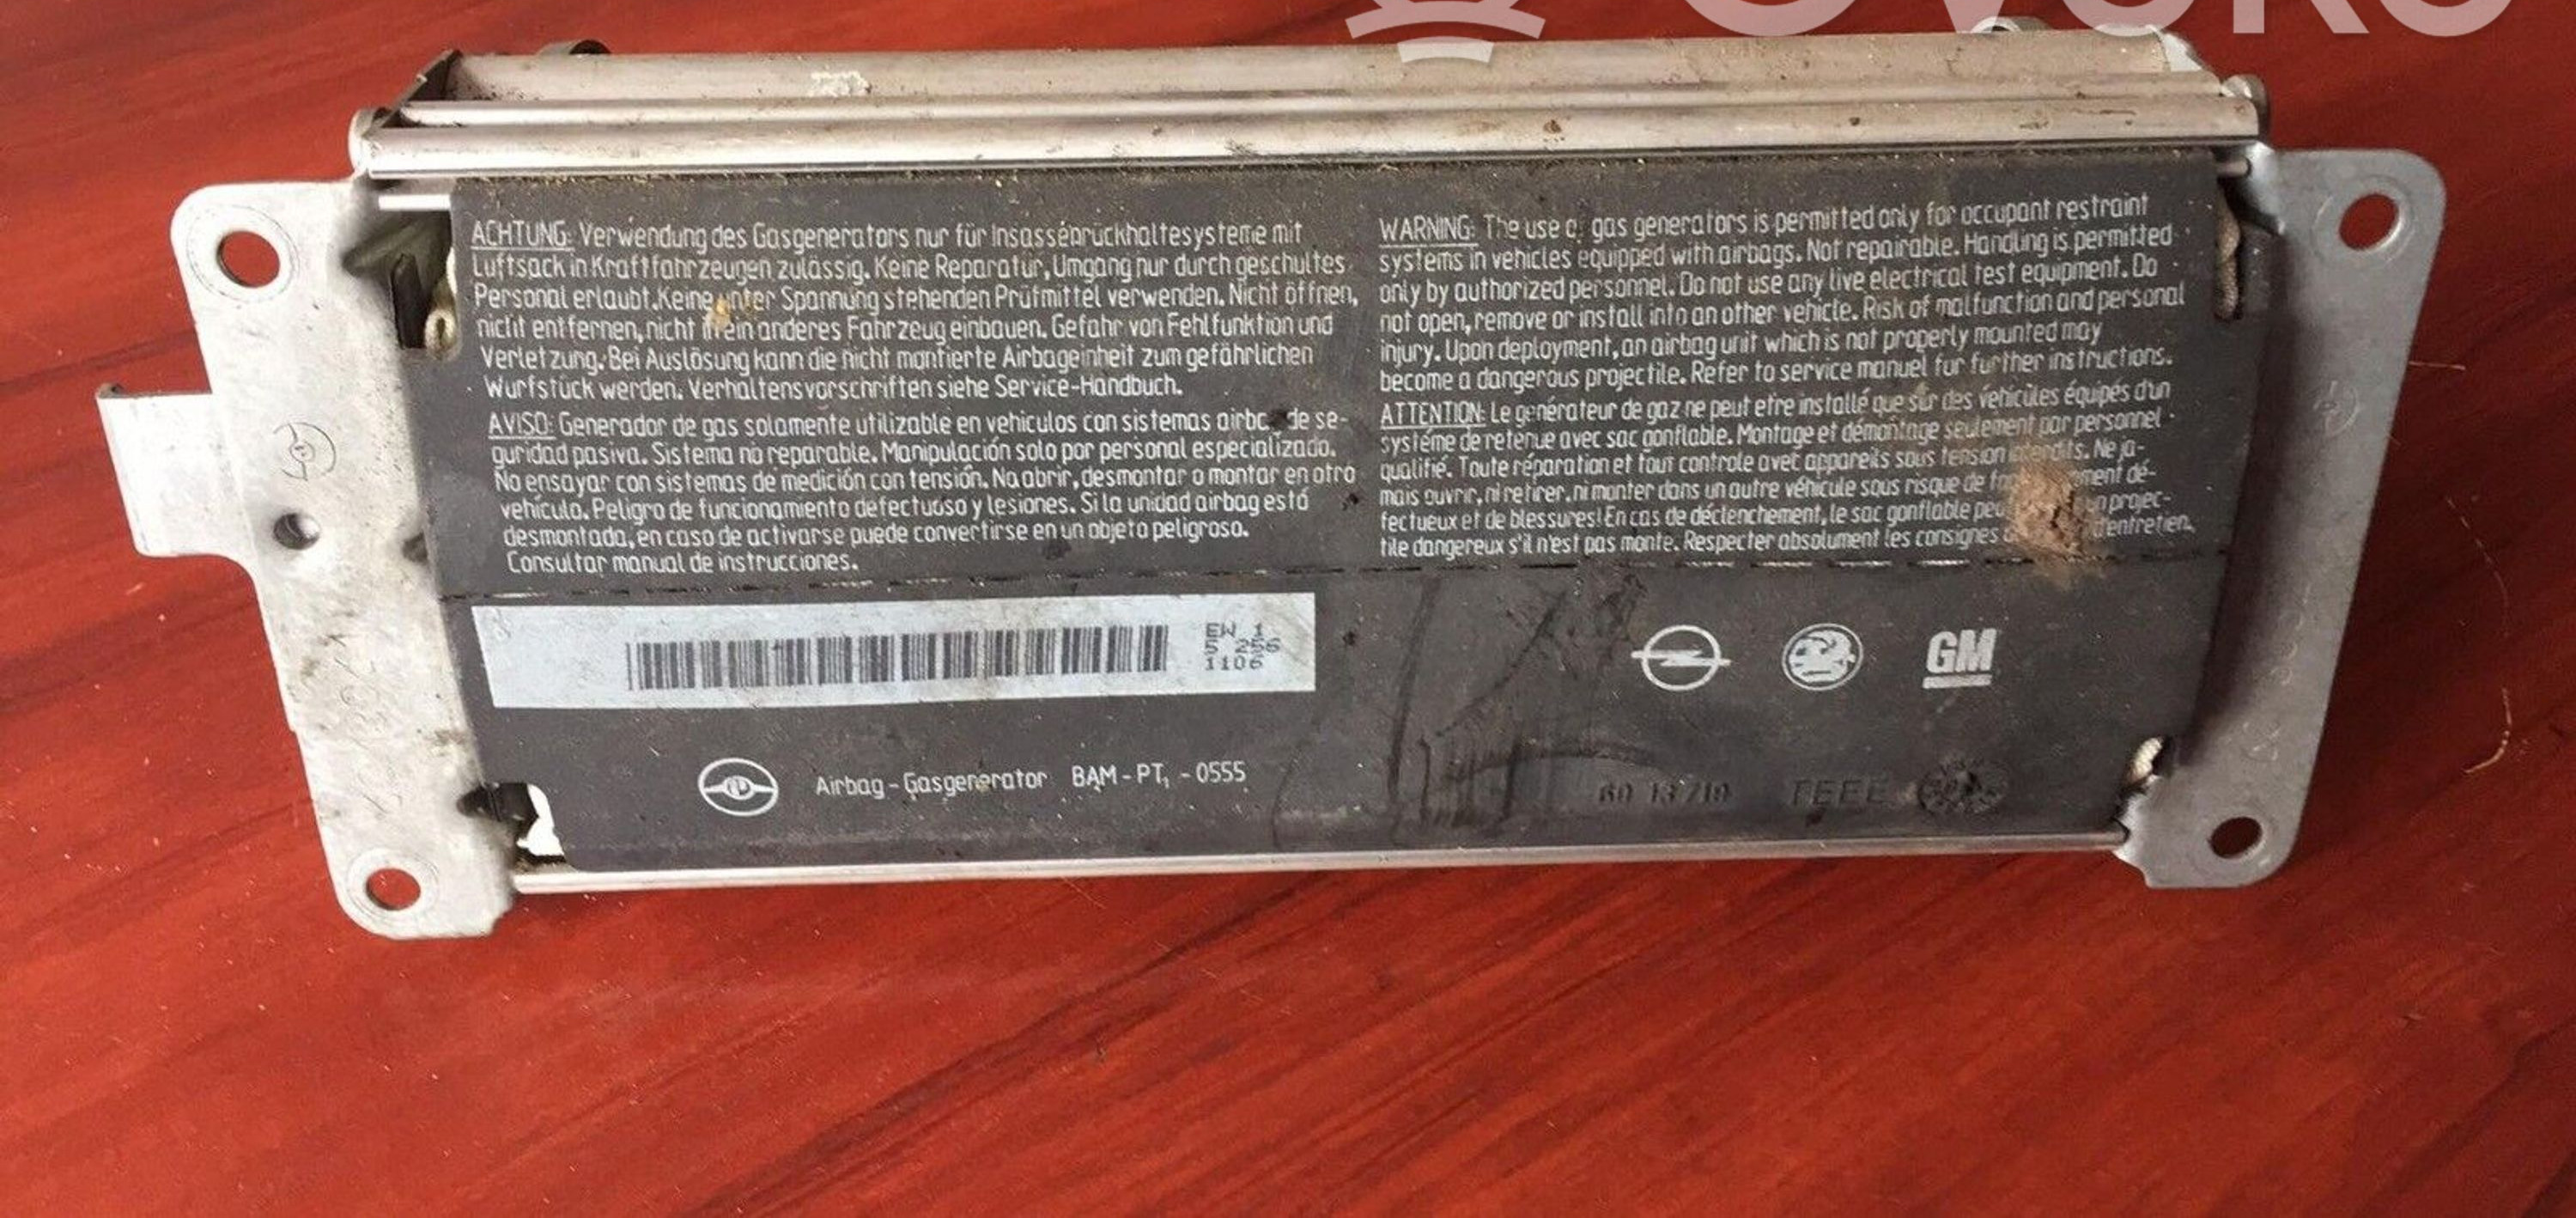 ACHTUNG: Verwendung des Gasgenerators nur für Insassenrückhaltesysteme mit
Luftsack in Kraftfahrzeugen zulässig. Keine Reparatur, Umgang nur durch geschultes
Personal erlaubt. Keine unter Spannung stehenden Prüfmittel verwenden. Nicht öffnen,
nicht entfernen, nicht in ein anderes Fahrzeug einbauen. Gefahr von Fehlfunktion und
Verletzung. Bei Auslösung kann die nicht montierte Airbageinheit zum gefährlichen
Wurfstück werden. Verhaltensvorschriften siehe Service-Handbuch.
AVISO: Generador de gas solamente utilizable en vehiculos con sistemas de se-
guridad pasiva. Sistema no reparable. Manipulación solo por personal especializado.
No ensayar con sistemas de medición con tensión. No abrir, desmontar o montar en otro
vehículo. Peligro de funcionamiento defectuoso y lesiones. Si la unidad airbag está
desmontada, en caso de activarse puede convertirse en un objeto peligroso.
Consultar manual de instrucciones.
WARNING: The use gas generators is permitted only for occupant restraint
systems in vehicles equipped with airbags. Not repairable. Handling is permitted
only by authorized personnel. Do not use any live electrical test equipment. Do
not open, remove or install into an other vehicle. Risk of malfunction and personal
injury. Upon deployment, an airbag unit which is not properly mounted may
become a dangerous projectile. Refer to service manuel fur further instructions.
ATTENTION: Le générateur de gaz ne peut etre installé que sur des véhicules équipés d'un
systéme de retenue avec sac gonflable. Montage et démontage seulement par personnel
qualifié. Toute réparation et tout controle avec appareils sous tension interdits. Ne ja-
mais ouvrir, ni retirer, ni monter dans un autre véhicule sous risque de dé-
fectueux et de blessures! En cas de déclenchement, le sac gonflable projec-
tile dangereux s'il n'est pas monte. Respecter absolument les consignes d'entretien.
EW 1
5 256
1106
GM
Airbag-Gasgenerator BAM-PT₁-0555